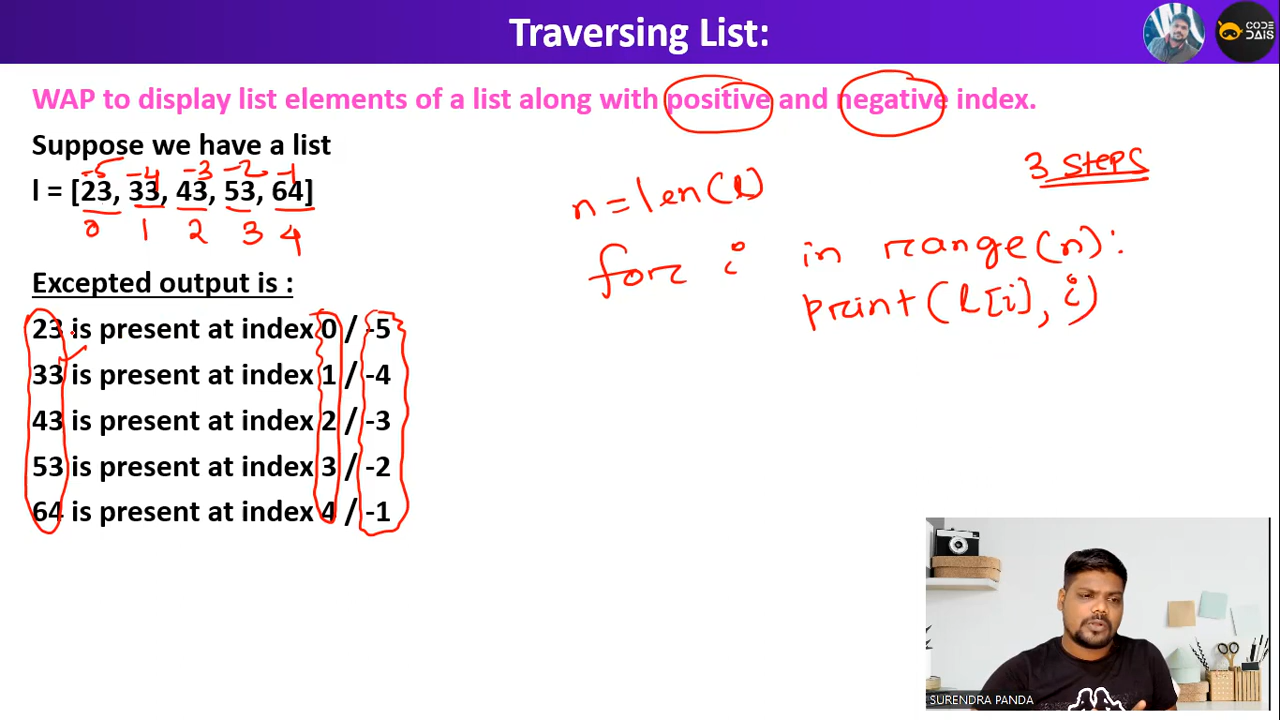 Traversing List:
CODE
DAIS
WAP to display list elements of a list along with positive and negative index.
Suppose we have a list
3 steps
-5 -4 -3 -2 -1
l = [23, 33, 43, 53, 64]
0 1 2 3 4
n = len(l)
for i in range(n):
print(l[i], i)
Excepted output is :
23 is present at index 0 / -5
33 is present at index 1 / -4
43 is present at index 2 / -3
53 is present at index 3 / -2
64 is present at index 4 / -1
SURENDRA PANDA